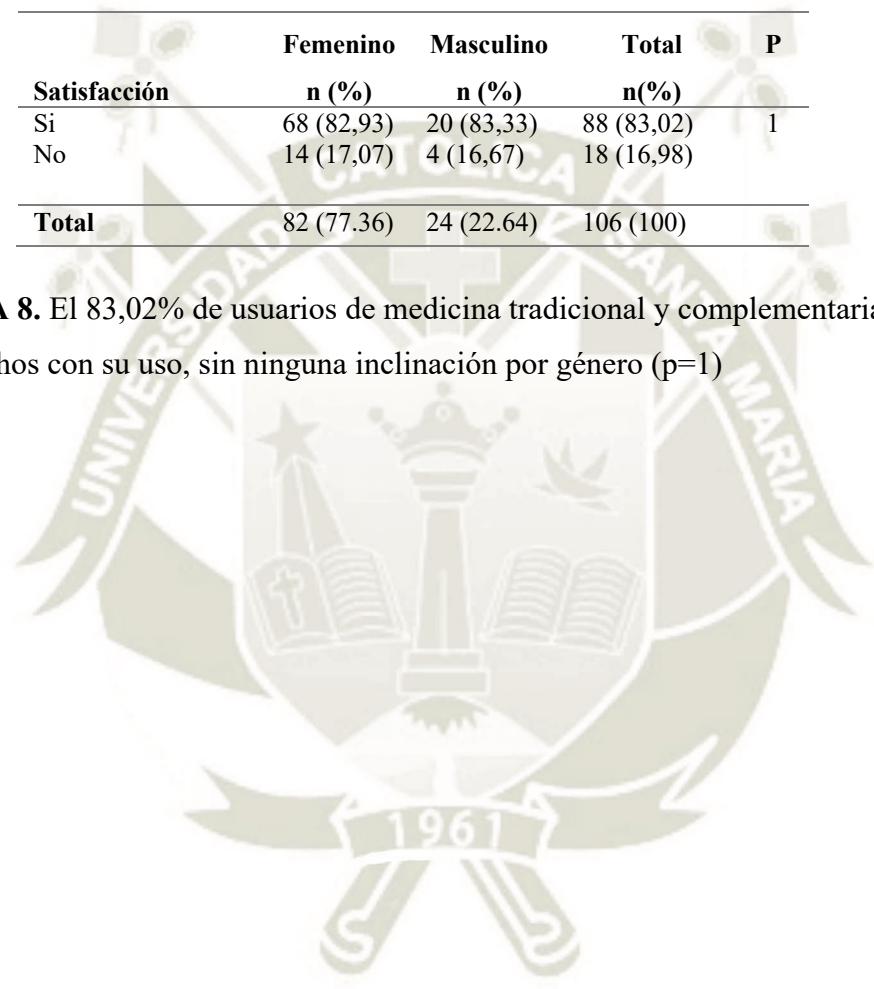 Femenino Masculino Total P
Satisfacción n (%) n (%) n(%)
Si 68 (82,93) 20 (83,33) 88 (83,02) 1
No 14 (17,07) 4 (16,67) 18 (16,98)
Total 82 (77.36) 24 (22.64) 106 (100)
A 8. El 83,02% de usuarios de medicina tradicional y complementaria
hos con su uso, sin ninguna inclinación por género (p=1)
UNIVERSIDAD CATOLICA SANTA MARIA
1961